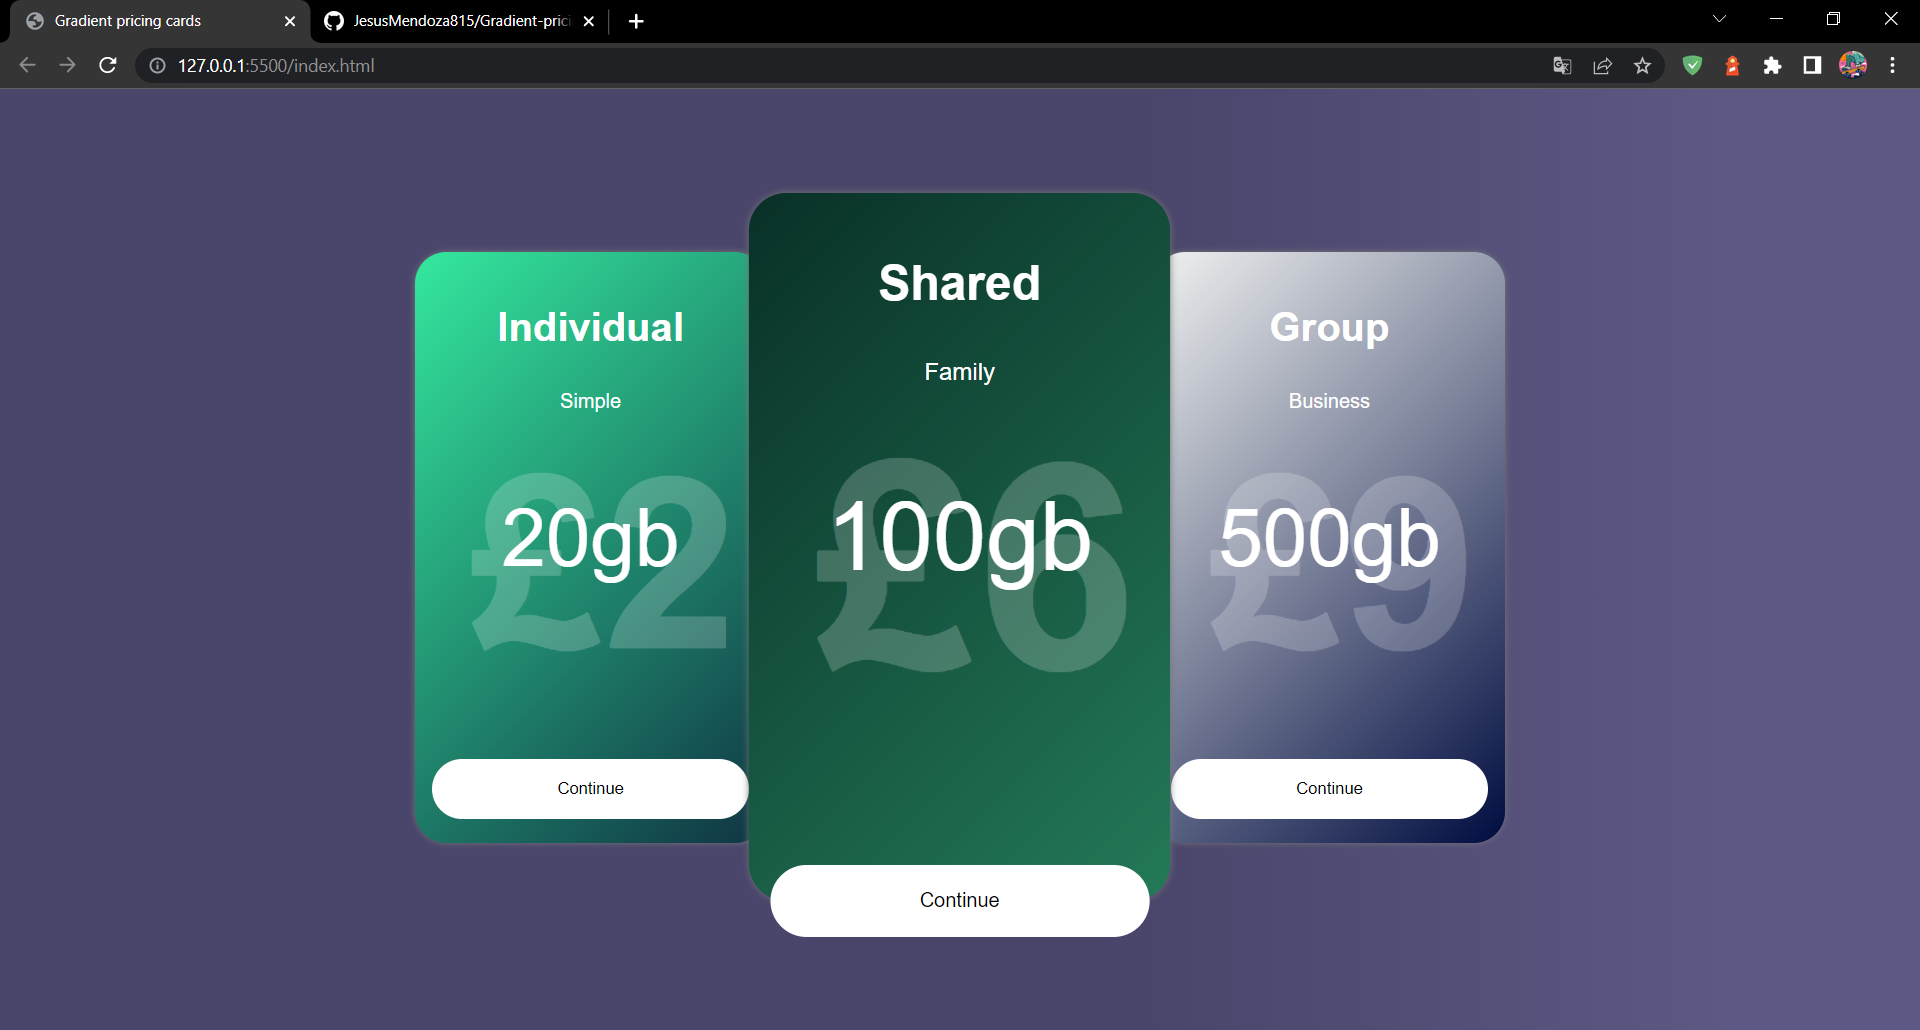 Gradient pricing cards
JesusMendoza815/Gradient-prici
127.0.0.1:5500/index.html
Individual
Simple
£2
20gb
Continue
Shared
Family
£6
100gb
Continue
Group
Business
£9
500gb
Continue